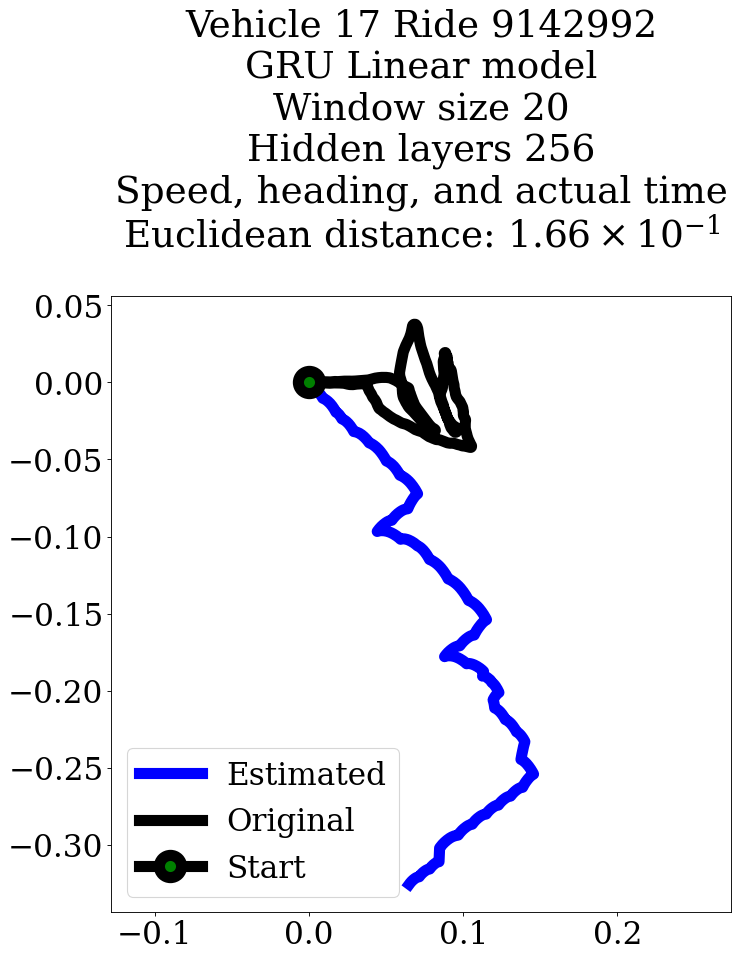 Vehicle 17 Ride 9142992
GRU Linear model
Window size 20
Hidden layers 256
Speed, heading, and actual time
Euclidean distance: 1.66 × 10⁻¹
0.05
0.00
−0.05
−0.10
−0.15
−0.20
−0.25
−0.30
Estimated
Original
Start
−0.1 0.0 0.1 0.2